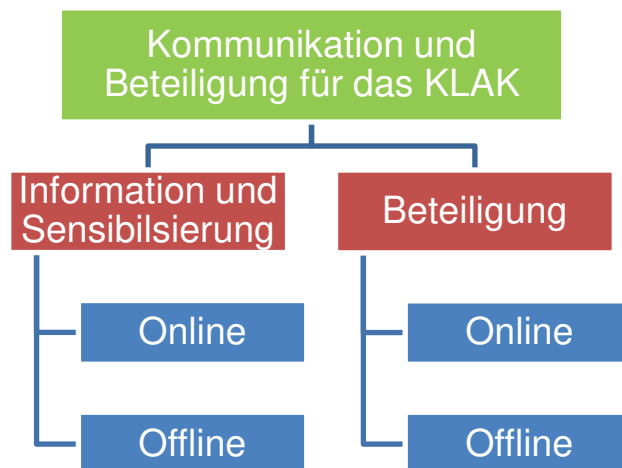 Kommunikation und
Beteiligung für das KLAK
Information und
Sensibilsierung
Beteiligung
Online
Online
Offline
Offline